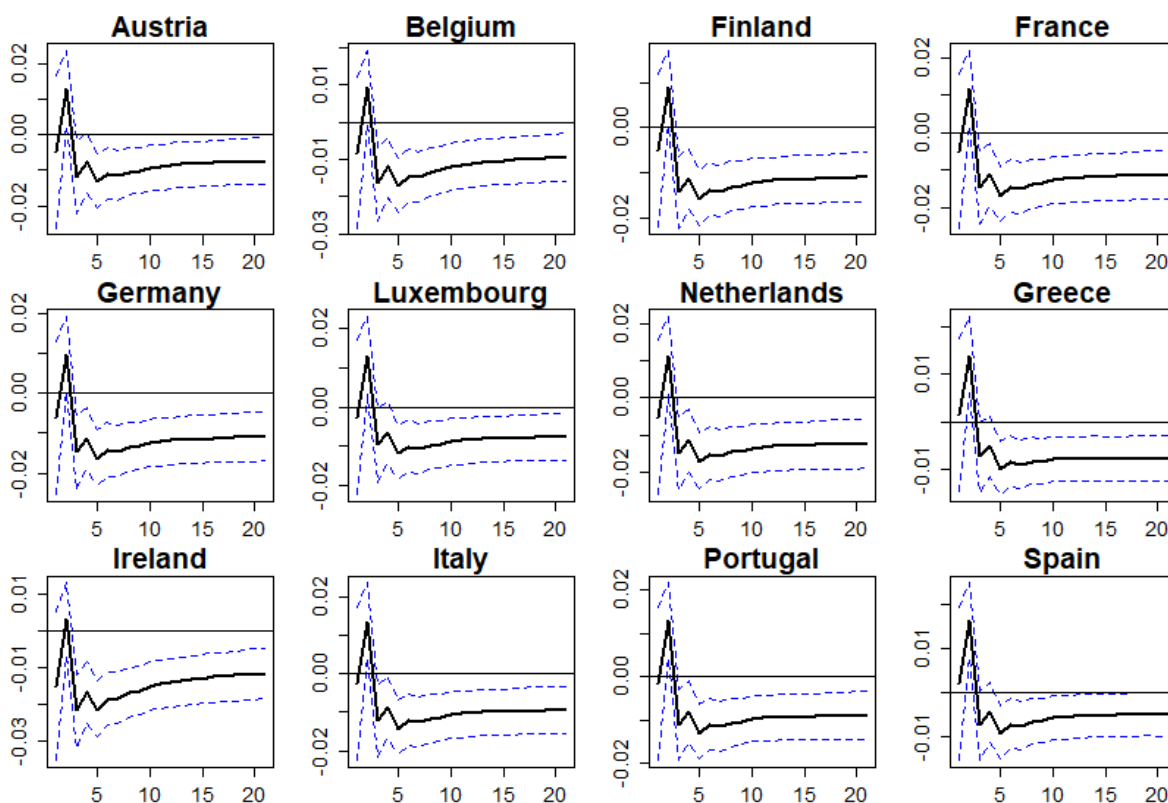 Austria Belgium Finland France
0.02 0.00 -0.02 0.01 -0.01 -0.03 0.00 -0.02 0.02 0.00 -0.02
5 10 15 20 5 10 15 20 5 10 15 20 5 10 15 20
Germany Luxembourg Netherlands Greece
0.02 0.00 -0.02 0.02 0.00 -0.02 0.02 0.00 -0.02 0.01 -0.01
5 10 15 20 5 10 15 20 5 10 15 20 5 10 15 20
Ireland Italy Portugal Spain
0.01 -0.01 -0.03 0.02 0.00 -0.02 0.02 0.00 -0.02 0.01 -0.01
5 10 15 20 5 10 15 20 5 10 15 20 5 10 15 20